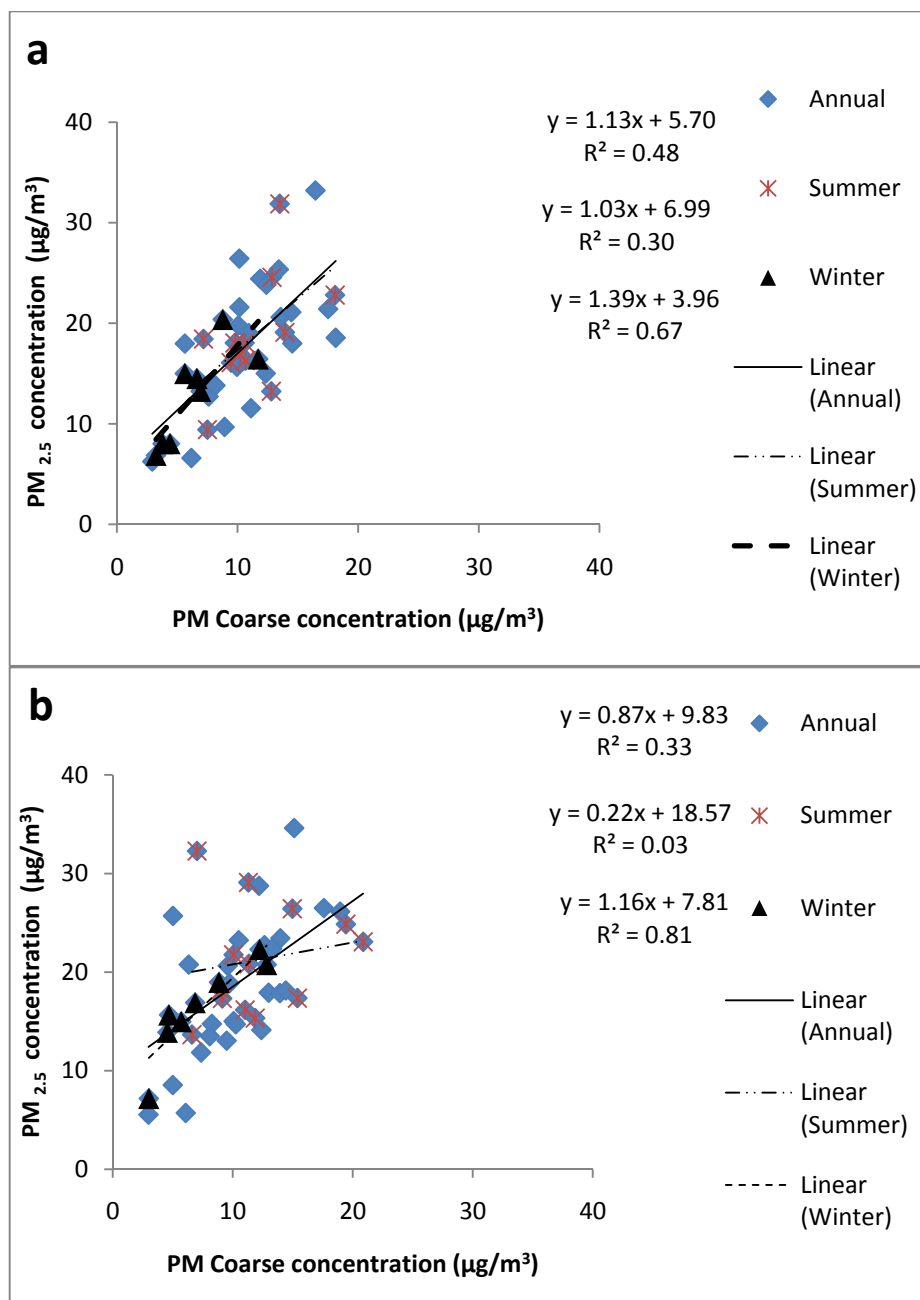 a
y = 1.13x + 5.70
R² = 0.48
y = 1.03x + 6.99
R² = 0.30
y = 1.39x + 3.96
R² = 0.67
Annual
Summer
Winter
Linear
(Annual)
Linear
(Summer)
Linear
(Winter)
40
30
20
10
0
0 10 20 30 40
PM 2.5 concentration (µg/m³)
PM Coarse concentration (µg/m³)
b
y = 0.87x + 9.83
R² = 0.33
y = 0.22x + 18.57
R² = 0.03
y = 1.16x + 7.81
R² = 0.81
Annual
Summer
Winter
Linear
(Annual)
Linear
(Summer)
Linear
(Winter)
40
30
20
10
0
0 10 20 30 40
PM 2.5 concentration (µg/m³)
PM Coarse concentration (µg/m³)